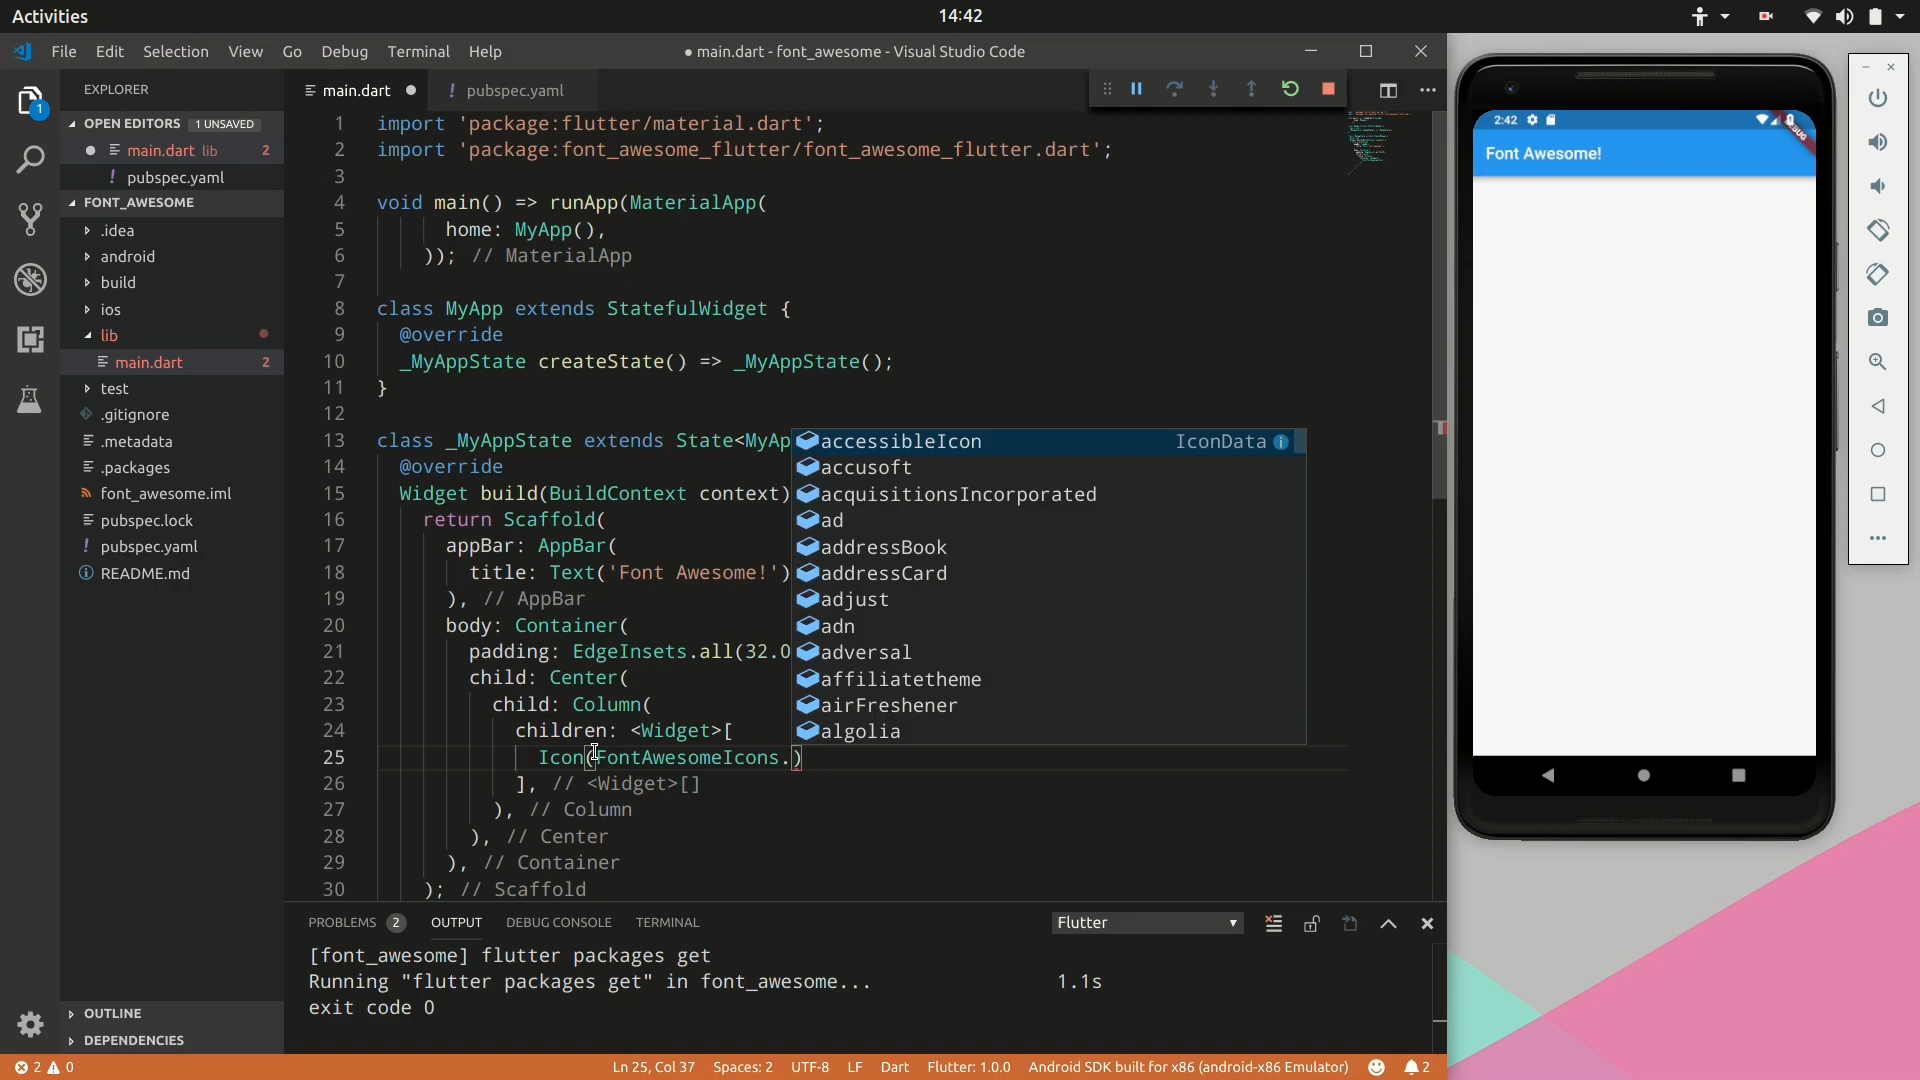 Activities
14:42
File Edit Selection View Go Debug Terminal Help
● main.dart - font_awesome - Visual Studio Code
EXPLORER
OPEN EDITORS 1 UNSAVED
main.dart lib 2
! pubspec.yaml
FONT_AWESOME
.idea
android
build
ios
lib
main.dart 2
test
.gitignore
.metadata
.packages
font_awesome.iml
pubspec.lock
! pubspec.yaml
README.md
OUTLINE
DEPENDENCIES
1
main.dart ● ! pubspec.yaml
1 import 'package:flutter/material.dart';
2 import 'package:font_awesome_flutter/font_awesome_flutter.dart';
3
4 void main() => runApp(MaterialApp(
5 home: MyApp(),
6 )); // MaterialApp
7
8 class MyApp extends StatefulWidget {
9 @override
10 _MyAppState createState() => _MyAppState();
11 }
12
13 class _MyAppState extends State<MyAp
14 @override
15 Widget build(BuildContext context)
16 return Scaffold(
17 appBar: AppBar(
18 title: Text('Font Awesome!')
19 ), // AppBar
20 body: Container(
21 padding: EdgeInsets.all(32.0
22 child: Center(
23 child: Column(
24 children: <Widget>[
25 Icon(FontAwesomeIcons.)
26 ], // <Widget>[]
27 ), // Column
28 ), // Center
29 ), // Container
30 ); // Scaffold
accessibleIcon IconData
accusoft
acquisitionsIncorporated
ad
addressBook
addressCard
adjust
adn
adversal
affiliatetheme
airFreshener
algolia
PROBLEMS 2 OUTPUT DEBUG CONSOLE TERMINAL
Flutter
[font_awesome] flutter packages get
Running "flutter packages get" in font_awesome... 1.1s
exit code 0
2 0
Ln 25, Col 37 Spaces: 2 UTF-8 LF Dart Flutter: 1.0.0 Android SDK built for x86 (android-x86 Emulator) 2
2:42
DEBUG
Font Awesome!